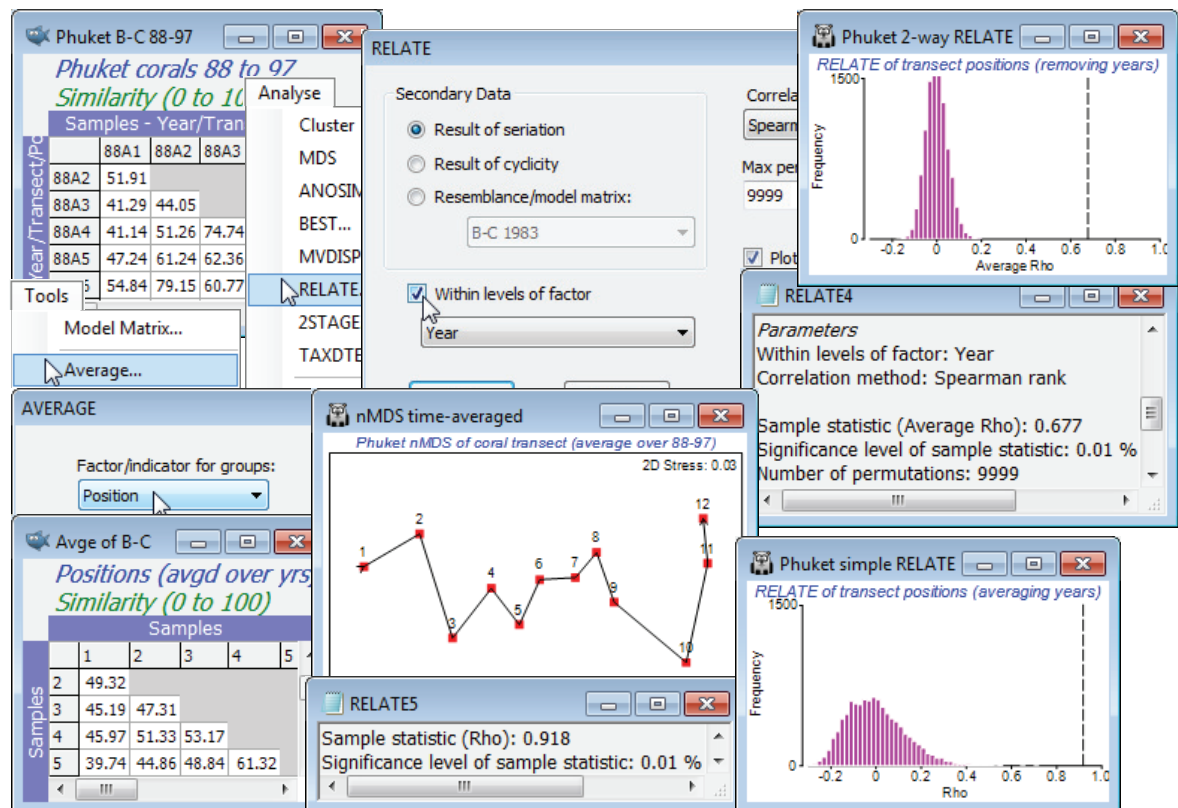 Phuket B-C 88-97
Phuket corals 88 to 97
Similarity (0 to 10
Samples - Year/Tran
Year/Transect/Po
88A1 88A2 88A3
88A2 51.91
88A3 41.29 44.05
88A4 41.14 51.26 74.74
88A5 47.24 61.24 62.36
54.84 79.15 60.77
Analyse
Cluster
MDS
ANOSIM
BEST...
MVDISP
RELATE.
2STAGE
TAXDTE
Tools
Model Matrix...
Average...
RELATE
Secondary Data
Result of seriation
Result of cyclicity
Resemblance/model matrix:
B-C 1983
Within levels of factor
Year
Correla
Spearm
Max per
9999
Plot
Phuket 2-way RELATE
RELATE of transect positions (removing years)
1500
Frequency
0
-0.2 0 0.2 0.4 0.6 0.8 1.0
Average Rho
RELATE4
Parameters
Within levels of factor: Year
Correlation method: Spearman rank
Sample statistic (Average Rho): 0.677
Significance level of sample statistic: 0.01 %
Number of permutations: 9999
AVERAGE
Factor/indicator for groups:
Position
nMDS time-averaged
Phuket nMDS of coral transect (average over 88-97)
2D Stress: 0.03
1
2
3
4
5
6
7
8
9
10
11
12
Avge of B-C
Positions (avgd over yrs
Similarity (0 to 100)
Samples
Samples
1 2 3 4 5
2 49.32
3 45.19 47.31
4 45.97 51.33 53.17
5 39.74 44.86 48.84 61.32
RELATE5
Sample statistic (Rho): 0.918
Significance level of sample statistic: 0.01 %
Phuket simple RELATE
RELATE of transect positions (averaging years)
1500
Frequency
0
-0.2 0 0.2 0.4 0.6 0.8 1.0
Rho